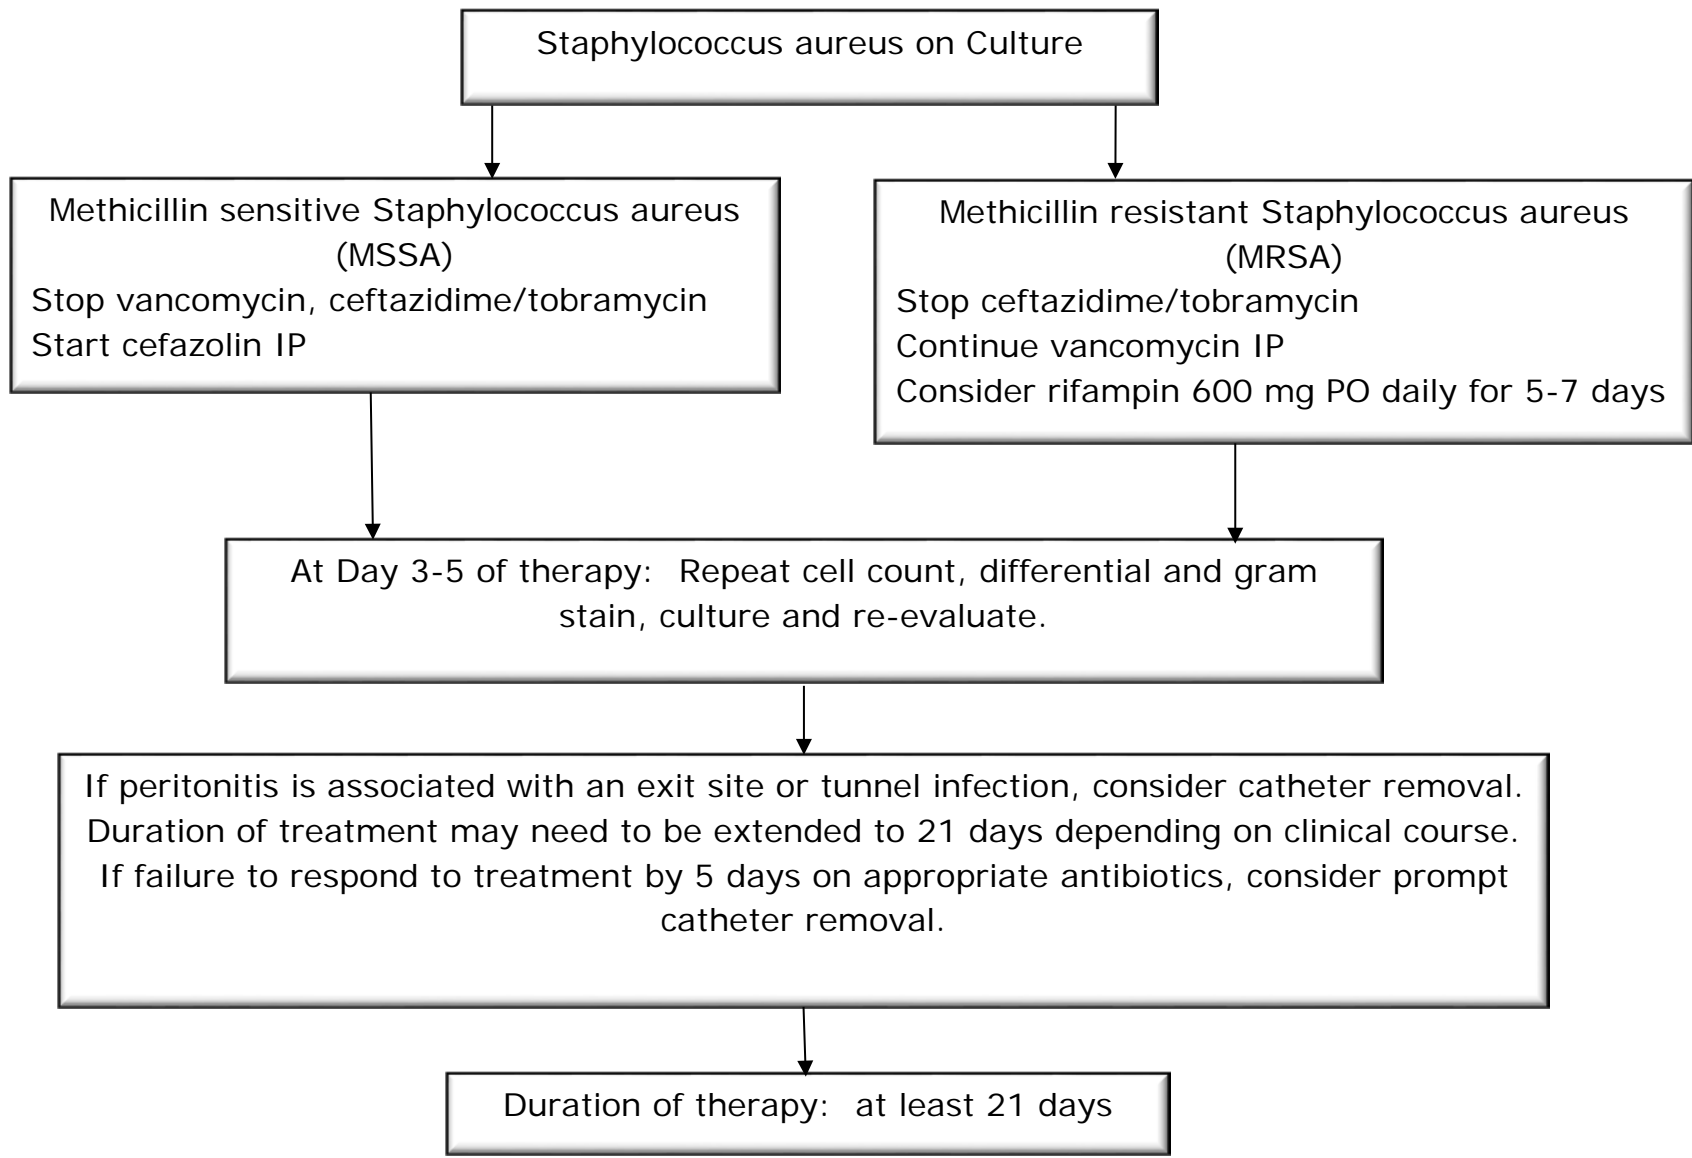 Staphylococcus aureus on Culture
Methicillin sensitive Staphylococcus aureus
(MSSA)
Stop vancomycin, ceftazidime/tobramycin
Start cefazolin IP
Methicillin resistant Staphylococcus aureus
(MRSA)
Stop ceftazidime/tobramycin
Continue vancomycin IP
Consider rifampin 600 mg PO daily for 5-7 days
At Day 3-5 of therapy: Repeat cell count, differential and gram
stain, culture and re-evaluate.
If peritonitis is associated with an exit site or tunnel infection, consider catheter removal.
Duration of treatment may need to be extended to 21 days depending on clinical course.
If failure to respond to treatment by 5 days on appropriate antibiotics, consider prompt
catheter removal.
Duration of therapy: at least 21 days